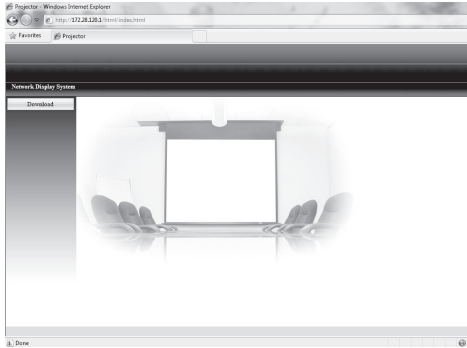 Projector - Windows Internet Explorer
http://172.28.120.1/html/index.html
Favorites
Projector
Network Display System
Download
Done